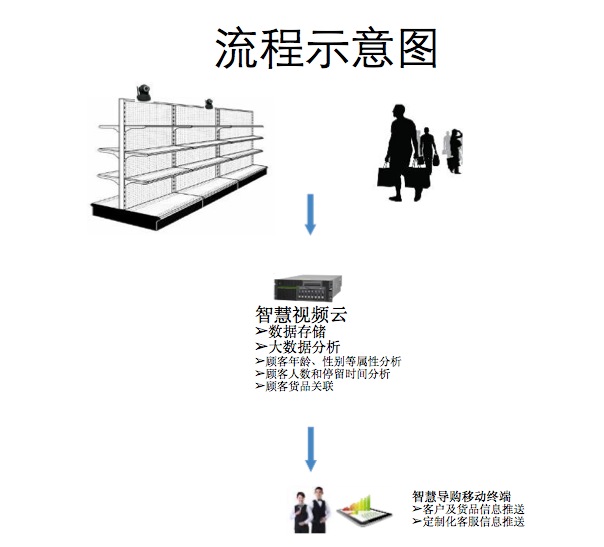 流程示意图
智慧视频云
➢数据存储
➢大数据分析
➢顾客年龄、性别等属性分析
➢顾客人数和停留时间分析
➢顾客货品关联
智慧导购移动终端
➢客户及货品信息推送
➢定制化客服信息推送